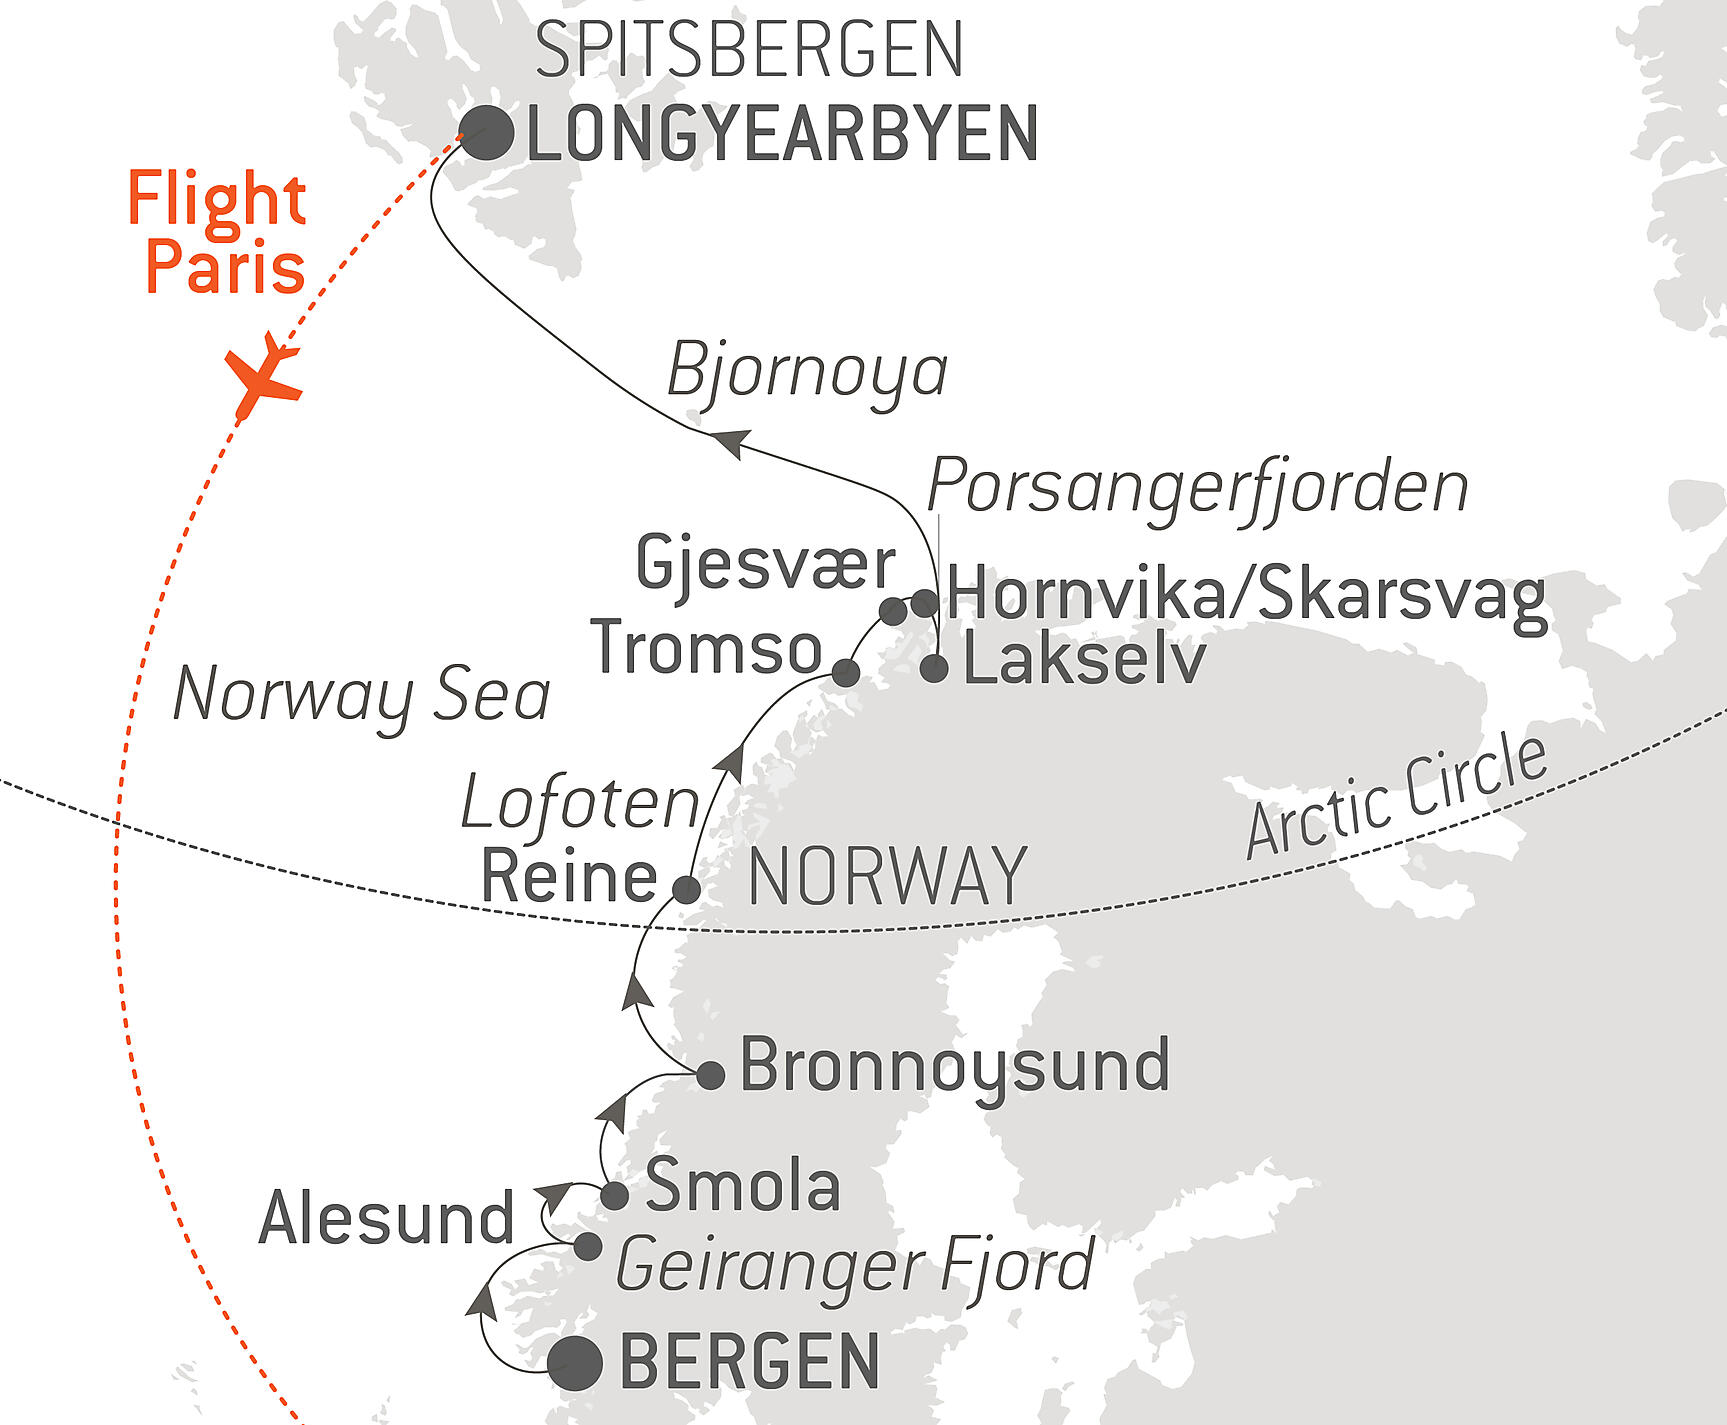 SPITSBERGEN
LONGYEARBYEN
Flight
Paris
Bjornoya
Porsangerfjorden
Gjesvær
Hornvika/Skarsvag
Tromso
Lakselv
Norway Sea
Arctic Circle
Lofoten
Reine
NORWAY
Bronnoysund
Smola
Alesund
Geiranger Fjord
BERGEN